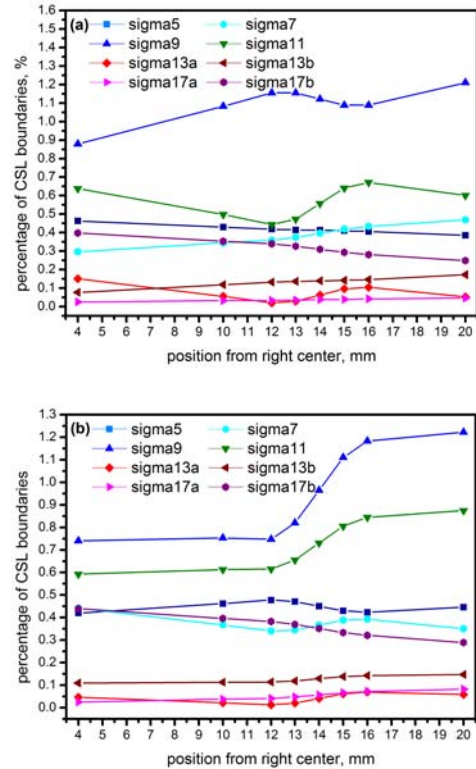 (a)
sigma5 sigma7
sigma9 sigma11
sigma13a sigma13b
sigma17a sigma17b
percentage of CSL boundaries, %
1.6
1.5
1.4
1.3
1.2
1.1
1.0
0.9
0.8
0.7
0.6
0.5
0.4
0.3
0.2
0.1
0.0
4 5 6 7 8 9 10 11 12 13 14 15 16 17 18 19 20
position from right center, mm
(b)
sigma5 sigma7
sigma9 sigma11
sigma13a sigma13b
sigma17a sigma17b
percentage of CSL boundaries
1.3
1.2
1.1
1.0
0.9
0.8
0.7
0.6
0.5
0.4
0.3
0.2
0.1
0.0
4 5 6 7 8 9 10 11 12 13 14 15 16 17 18 19 20
position from right center, mm